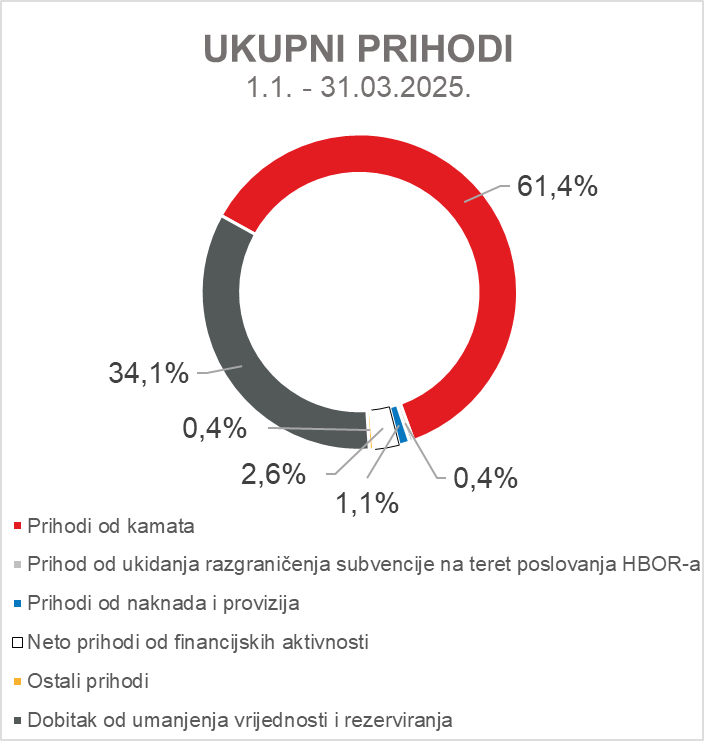 UKUPNI PRIHODI
1.1. - 31.03.2025.
61,4%
34,1%
0,4%
2,6%
1,1%
0,4%
Prihodi od kamata
Prihod od ukidanja razgraničenja subvencije na teret poslovanja HBOR-a
Prihodi od naknada i provizija
Neto prihodi od financijskih aktivnosti
Ostali prihodi
Dobitak od umanjenja vrijednosti i rezerviranja